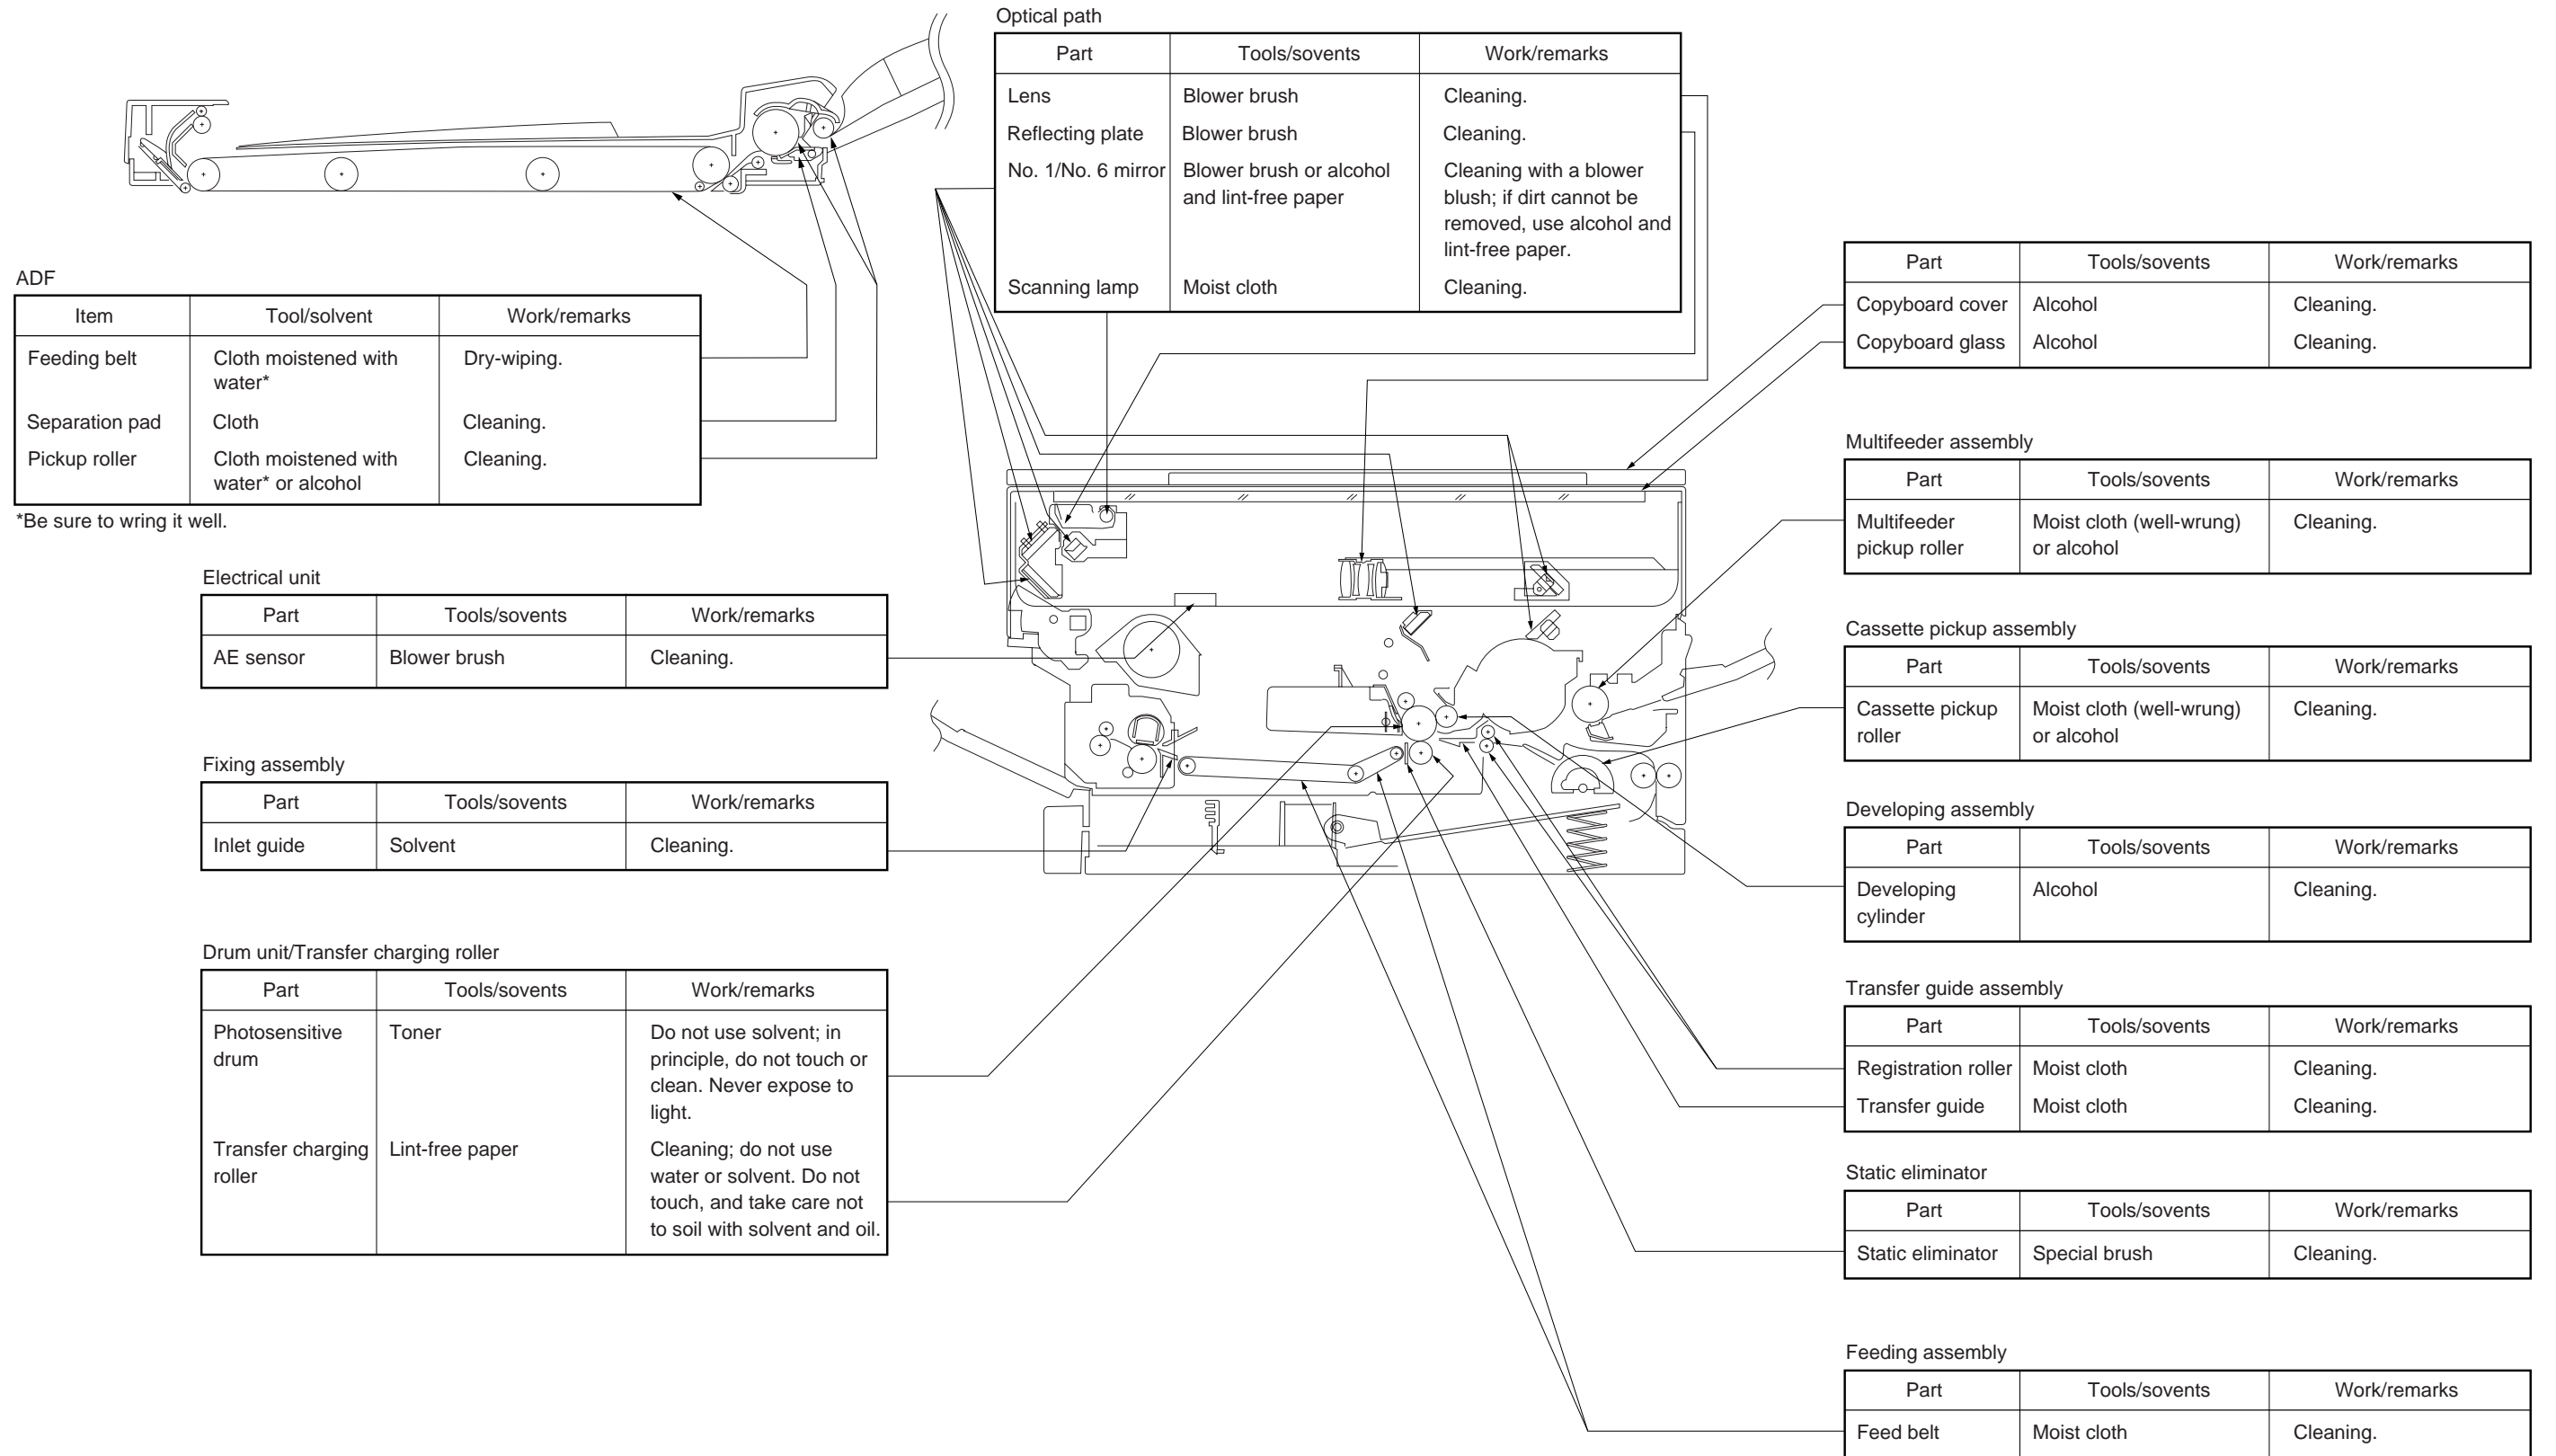 Optical path
Part Tools/sovents Work/remarks
Lens Blower brush Cleaning.
Reflecting plate Blower brush Cleaning.
No. 1/No. 6 mirror Blower brush or alcohol Cleaning with a blower
and lint-free paper blush; if dirt cannot be
removed, use alcohol and
lint-free paper.
Scanning lamp Moist cloth Cleaning.
ADF
Item Tool/solvent Work/remarks
Feeding belt Cloth moistened with Dry-wiping.
water*
Separation pad Cloth Cleaning.
Pickup roller Cloth moistened with Cleaning.
water* or alcohol
*Be sure to wring it well.
Electrical unit
Part Tools/sovents Work/remarks
AE sensor Blower brush Cleaning.
Fixing assembly
Part Tools/sovents Work/remarks
Inlet guide Solvent Cleaning.
Drum unit/Transfer charging roller
Part Tools/sovents Work/remarks
Photosensitive Toner Do not use solvent; in
drum principle, do not touch or
clean. Never expose to
light.
Transfer charging Lint-free paper Cleaning; do not use
roller water or solvent. Do not
touch, and take care not
to soil with solvent and oil.
Part Tools/sovents Work/remarks
Copyboard cover Alcohol Cleaning.
Copyboard glass Alcohol Cleaning.
Multifeeder assembly
Part Tools/sovents Work/remarks
Multifeeder Moist cloth (well-wrung) Cleaning.
pickup roller or alcohol
Cassette pickup assembly
Part Tools/sovents Work/remarks
Cassette pickup Moist cloth (well-wrung) Cleaning.
roller or alcohol
Developing assembly
Part Tools/sovents Work/remarks
Developing Alcohol Cleaning.
cylinder
Transfer guide assembly
Part Tools/sovents Work/remarks
Registration roller Moist cloth Cleaning.
Transfer guide Moist cloth Cleaning.
Static eliminator
Part Tools/sovents Work/remarks
Static eliminator Special brush Cleaning.
Feeding assembly
Part Tools/sovents Work/remarks
Feed belt Moist cloth Cleaning.